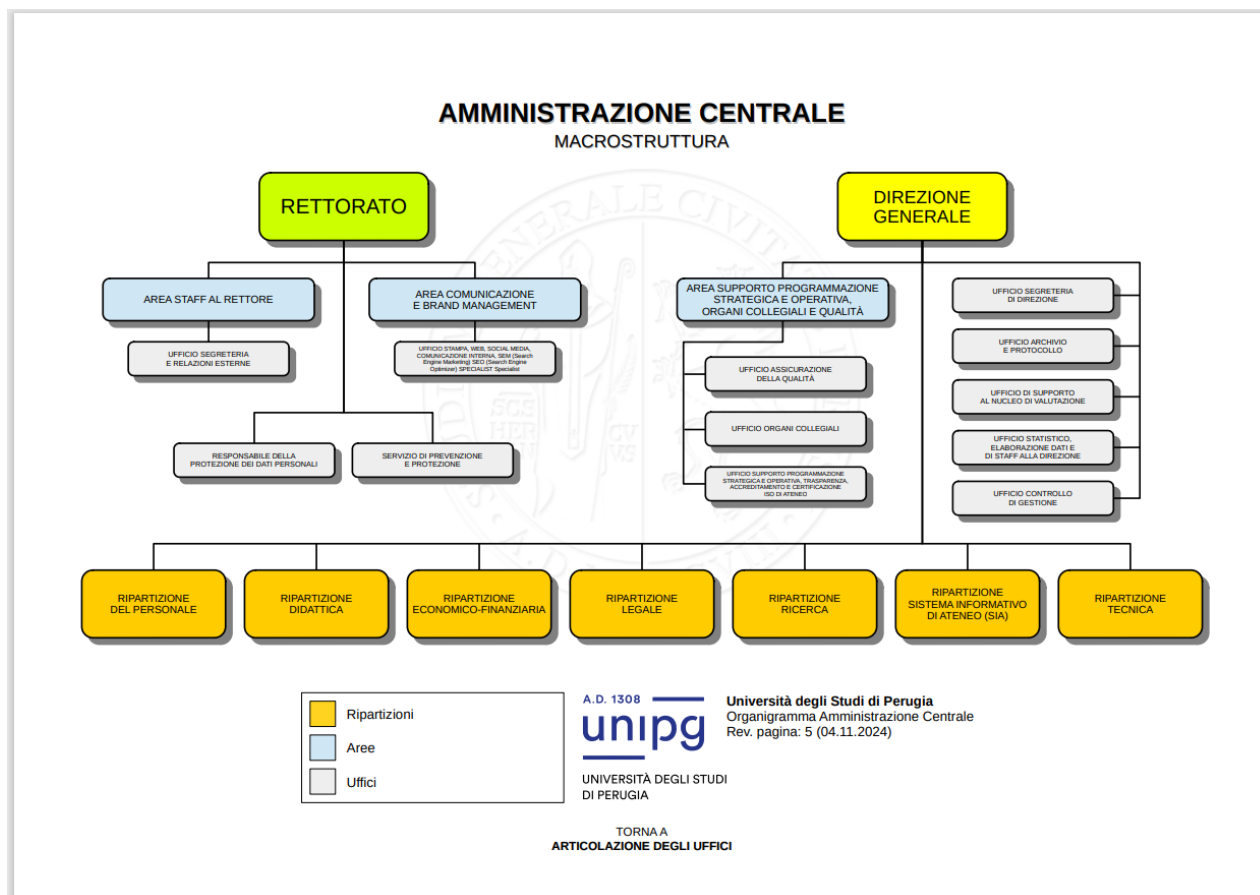 AMMINISTRAZIONE CENTRALE
MACROSTRUTTURA
RETTORATO
DIREZIONE
GENERALE
AREA STAFF AL RETTORE
AREA COMUNICAZIONE
E BRAND MANAGEMENT
AREA SUPPORTO PROGRAMMAZIONE
STRATEGICA E OPERATIVA,
ORGANI COLLEGIALI E QUALITÀ
UFFICIO SEGRETERIA
DI DIREZIONE
UFFICIO SEGRETERIA
E RELAZIONI ESTERNE
UFFICIO STAMPA, WEB, SOCIAL MEDIA,
COMUNICAZIONE INTERNA, SEM (Search
Engine Marketing) SEO (Search Engine
Optimizer) SPECIALIST Specialist
UFFICIO ARCHIVIO
E PROTOCOLLO
UFFICIO ASSICURAZIONE
DELLA QUALITÀ
UFFICIO DI SUPPORTO
AL NUCLEO DI VALUTAZIONE
UFFICIO ORGANI COLLEGIALI
UFFICIO STATISTICO,
ELABORAZIONE DATI E
DI STAFF ALLA DIREZIONE
RESPONSABILE DELLA
PROTEZIONE DEI DATI PERSONALI
SERVIZIO DI PREVENZIONE
E PROTEZIONE
UFFICIO SUPPORTO PROGRAMMAZIONE
STRATEGICA E OPERATIVA, TRASPARENZA,
ACCREDITAMENTO E CERTIFICAZIONE
ISO DI ATENEO
UFFICIO CONTROLLO
DI GESTIONE
RIPARTIZIONE
DEL PERSONALE
RIPARTIZIONE
DIDATTICA
RIPARTIZIONE
ECONOMICO-FINANZIARIA
RIPARTIZIONE
LEGALE
RIPARTIZIONE
RICERCA
RIPARTIZIONE
SISTEMA INFORMATIVO
DI ATENEO (SIA)
RIPARTIZIONE
TECNICA
Ripartizioni
Aree
Uffici
A.D. 1308
unipg
UNIVERSITÀ DEGLI STUDI
DI PERUGIA
Università degli Studi di Perugia
Organigramma Amministrazione Centrale
Rev. pagina: 5 (04.11.2024)
TORNA A
ARTICOLAZIONE DEGLI UFFICI